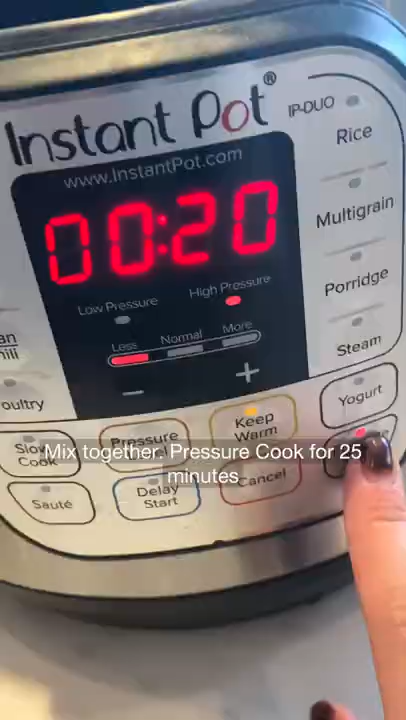 Instant Pot®
IP-DUO
Rice
www.InstantPot.com
00:20
Multigrain
Low Pressure
High Pressure
Porridge
Less
Normal
More
Steam
− +
oultry
Yogurt
Slow
Cook
Pressure
Keep
Warm
Mix together. Pressure Cook for 25
minutes
Sauté
Delay
Start
Cancel